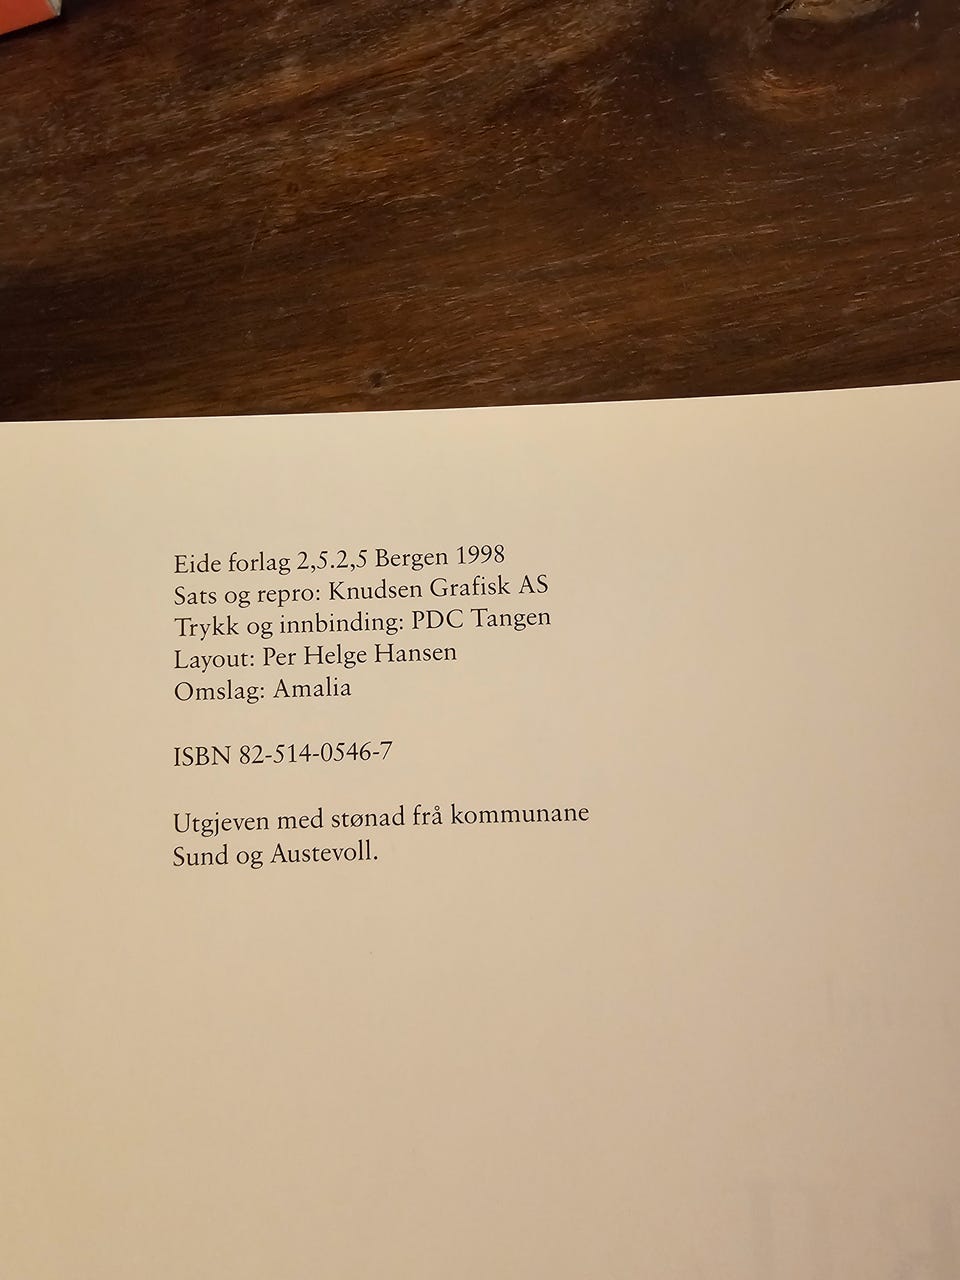 Eide forlag 2,5.2,5 Bergen 1998
Sats og repro: Knudsen Grafisk AS
Trykk og innbinding: PDC Tangen
Layout: Per Helge Hansen
Omslag: Amalia
ISBN 82-514-0546-7
Utgjeven med stønad frå kommunane
Sund og Austevoll.